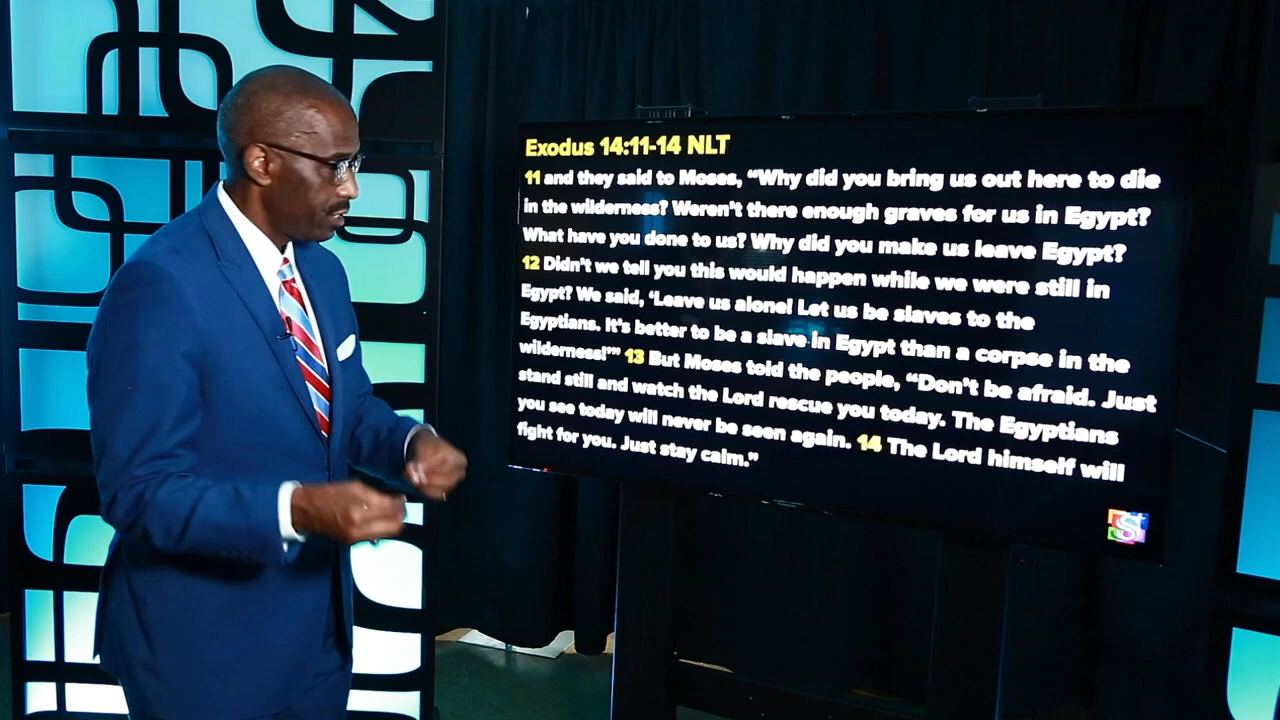 Exodus 14:11-14 NLT
11 and they said to Moses, “Why did you bring us out here to die
in the wilderness? Weren’t there enough graves for us in Egypt?
What have you done to us? Why did you make us leave Egypt?
12 Didn’t we tell you this would happen while we were still in
Egypt? We said, ‘Leave us alone! Let us be slaves to the
Egyptians. It’s better to be a slave in Egypt than a corpse in the
wilderness!’” 13 But Moses told the people, “Don’t be afraid. Just
stand still and watch the Lord rescue you today. The Egyptians
you see today will never be seen again. 14 The Lord himself will
fight for you. Just stay calm.”
S